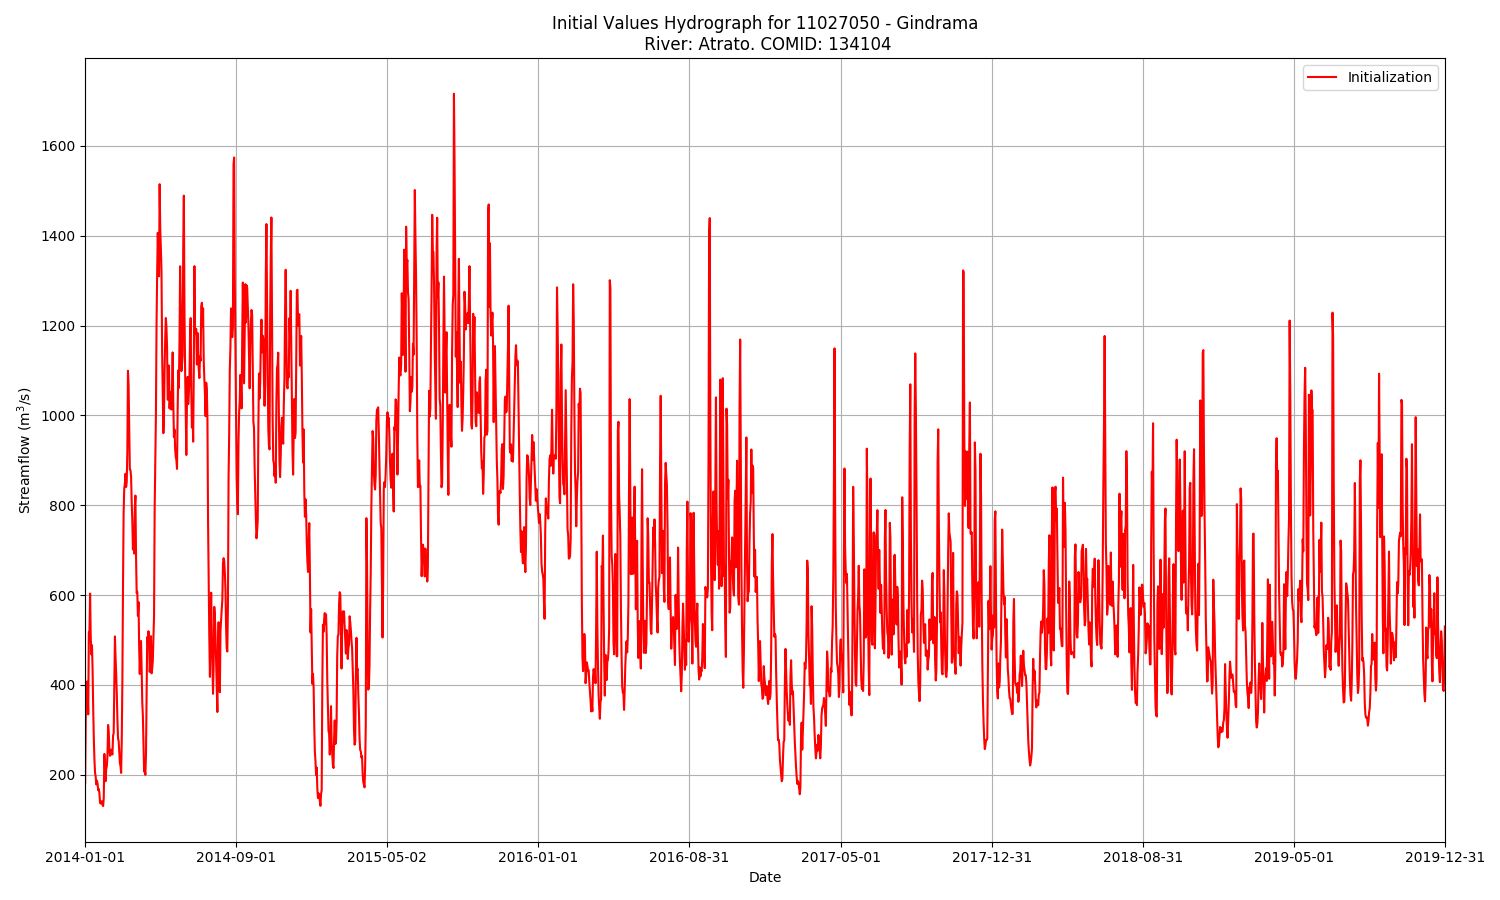 Initial Values Hydrograph for 11027050 - Gindrama
River: Atrato. COMID: 134104
Initialization
1600
1400
1200
1000
800
600
400
200
Streamflow (m³/s)
2014-01-01 2014-09-01 2015-05-02 2016-01-01 2016-08-31 2017-05-01 2017-12-31 2018-08-31 2019-05-01 2019-12-31
Date